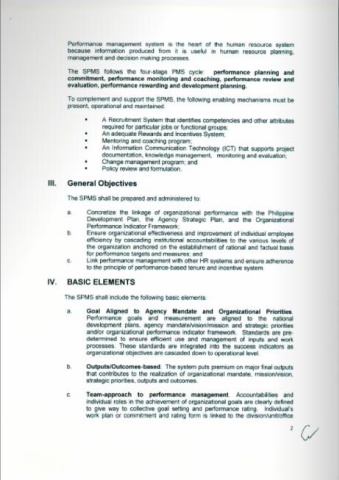 Performance management system is the heart of the human resource system
because information produced from it is useful in human resource planning,
management and decision making processes.
The SPMS follows the four-stage PMS cycle: performance planning and
commitment, performance monitoring and coaching, performance review and
evaluation, performance rewarding and development planning.
To complement and support the SPMS, the following enabling mechanisms must be
present, operational and maintained:
• A Recruitment System that identifies competencies and other attributes
required for particular jobs or functional groups;
• An adequate Rewards and Incentives System;
• Mentoring and coaching program;
• An Information Communication Technology (ICT) that supports project
documentation, knowledge management, monitoring and evaluation;
• Change management program; and
• Policy review and formulation.
III. General Objectives
The SPMS shall be prepared and administered to:
a. Concretize the linkage of organizational performance with the Philippine
Development Plan, the Agency Strategic Plan, and the Organizational
Performance Indicator Framework;
b. Ensure organizational effectiveness and improvement of individual employee
efficiency by cascading institutional accountabilities to the various levels of
the organization anchored on the establishment of rational and factual basis
for performance targets and measures; and
c. Link performance management with other HR systems and ensure adherence
to the principle of performance-based tenure and incentive system.
IV. BASIC ELEMENTS
The SPMS shall include the following basic elements:
a. Goal Aligned to Agency Mandate and Organizational Priorities.
Performance goals and measurement are aligned to the national
development plans, agency mandate/vision/mission and strategic priorities
and/or organizational performance indicator framework. Standards are pre-
determined to ensure efficient use and management of inputs and work
processes. These standards are integrated into the success indicators as
organizational objectives are cascaded down to operational level.
b. Outputs/Outcomes-based. The system puts premium on major final outputs
that contributes to the realization of organizational mandate, mission/vision,
strategic priorities, outputs and outcomes.
c. Team-approach to performance management. Accountabilities and
individual roles in the achievement of organizational goals are clearly defined
to give way to collective goal setting and performance rating. Individual's
work plan or commitment and rating form is linked to the division/unit/office
2